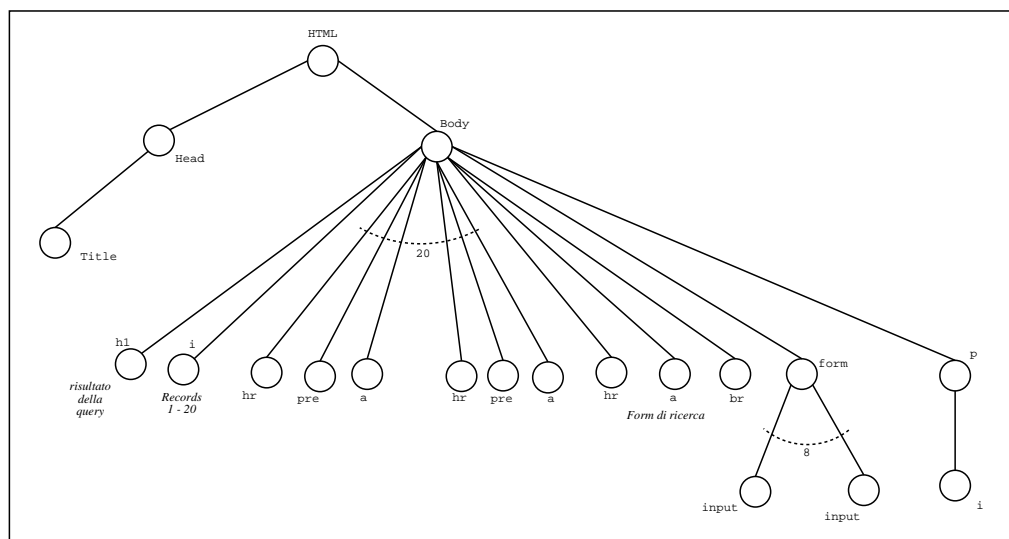 HTML
Body
Head
Title
20
h1
i
hr
pre
a
hr
pre
a
hr
a
br
form
p
risultato
della
query
Records
1 - 20
Form di ricerca
8
input
input
i